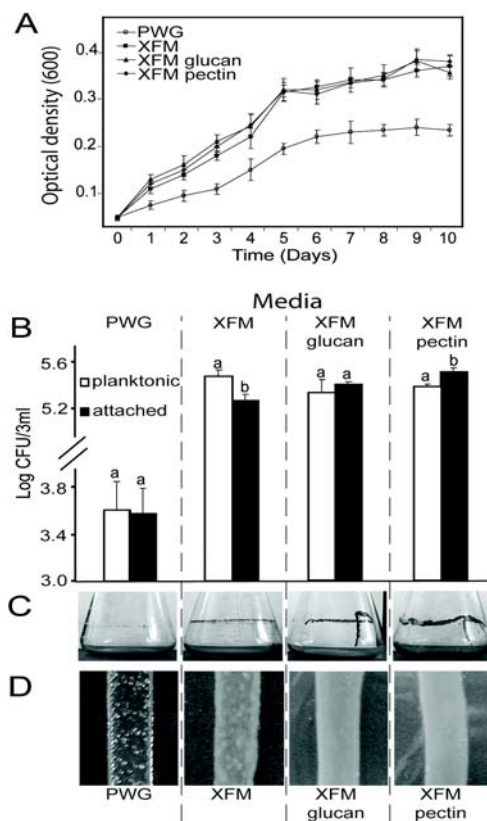 A
PWG
XFM
XFM glucan
XFM pectin
Optical density (600)
0.4
0.3
0.2
0.1
0 1 2 3 4 5 6 7 8 9 10
Time (Days)
Media
B
PWG XFM XFM glucan XFM pectin
planktonic
attached
Log CFU/3ml
5.6
5.2
3.8
3.4
3.0
a a a b a a a b
C
D
PWG XFM XFM glucan XFM pectin